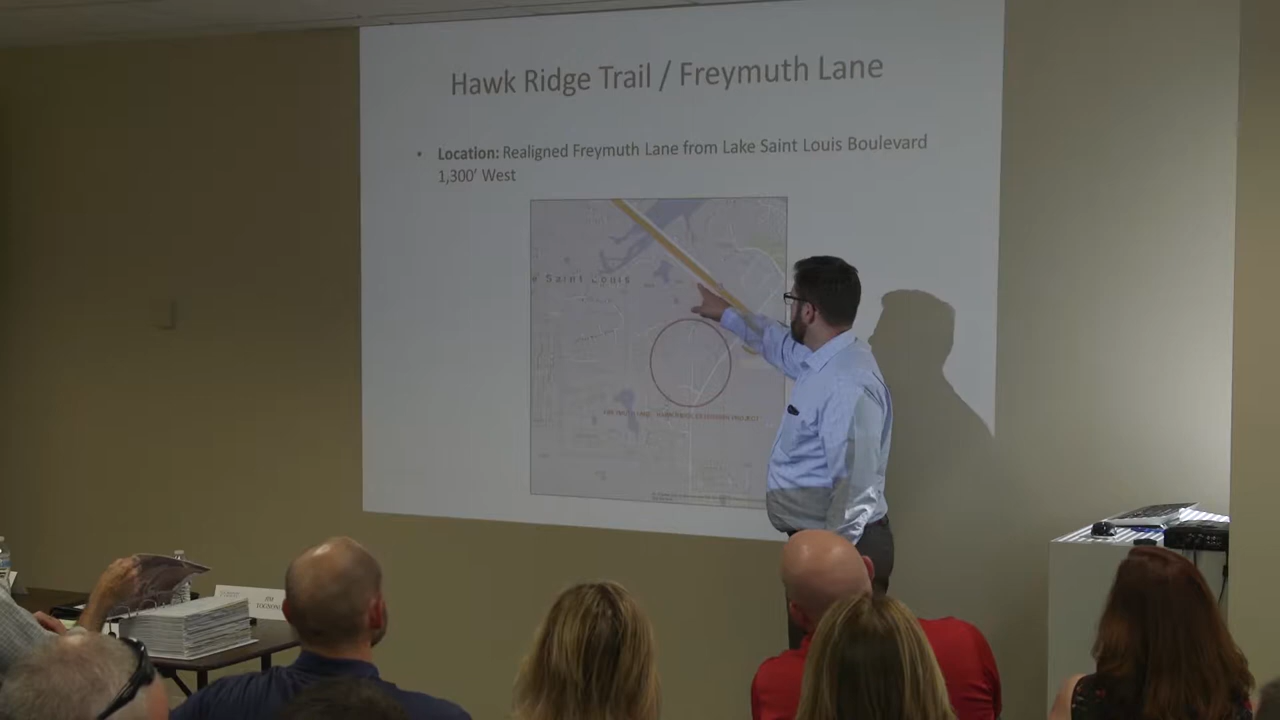 Hawk Ridge Trail / Freymuth Lane
• Location: Realigned Freymuth Lane from Lake Saint Louis Boulevard
1,300' West
Saint Louis